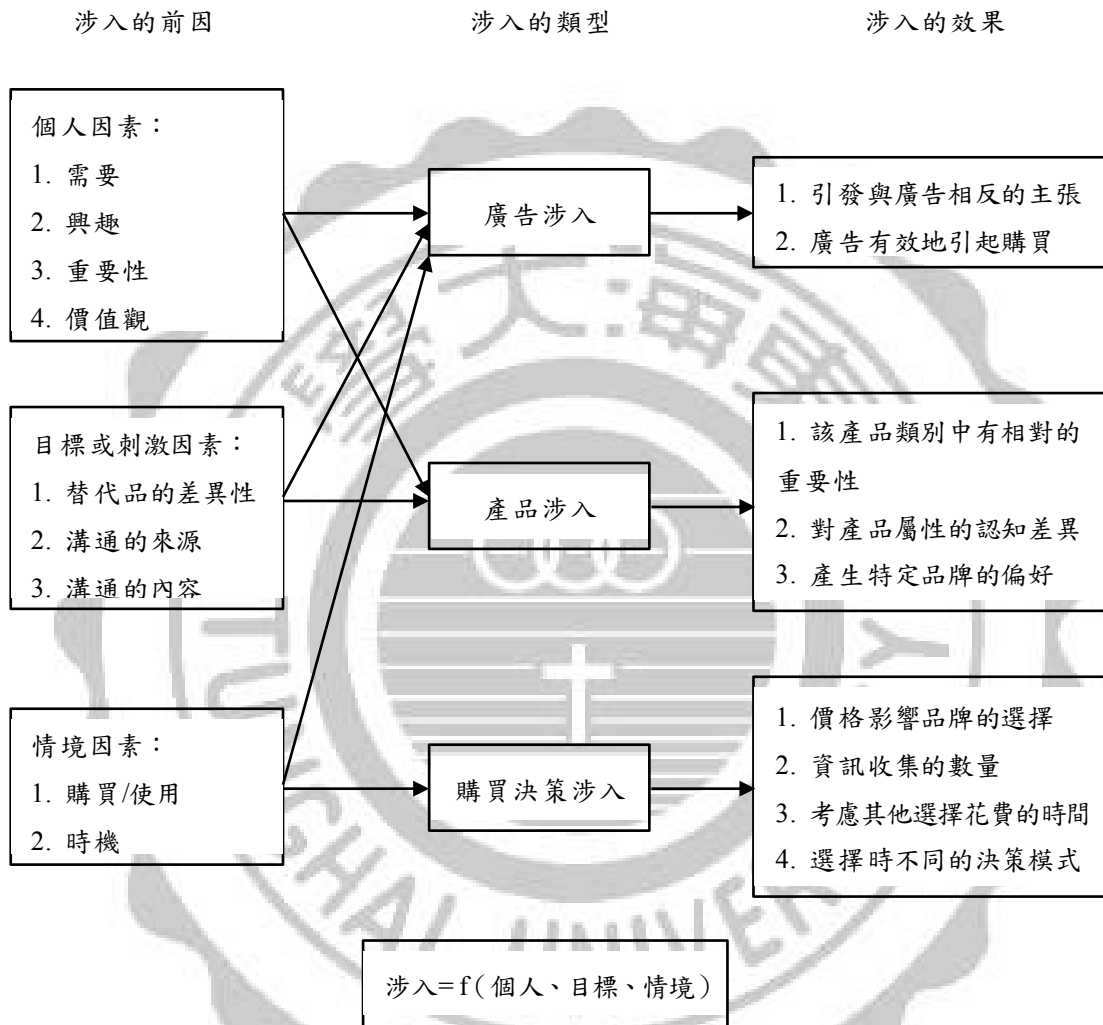 涉入的前因
涉入的類型
涉入的效果
個人因素：
1. 需要
2. 興趣
3. 重要性
4. 價值觀
廣告涉入
1. 引發與廣告相反的主張
2. 廣告有效地引起購買
目標或刺激因素：
1. 替代品的差異性
2. 溝通的來源
3. 溝通的內容
產品涉入
1. 該產品類別中有相對的
重要性
2. 對產品屬性的認知差異
3. 產生特定品牌的偏好
情境因素：
1. 購買/使用
2. 時機
購買決策涉入
1. 價格影響品牌的選擇
2. 資訊收集的數量
3. 考慮其他選擇花費的時間
4. 選擇時不同的決策模式
涉入=f(個人、目標、情境)